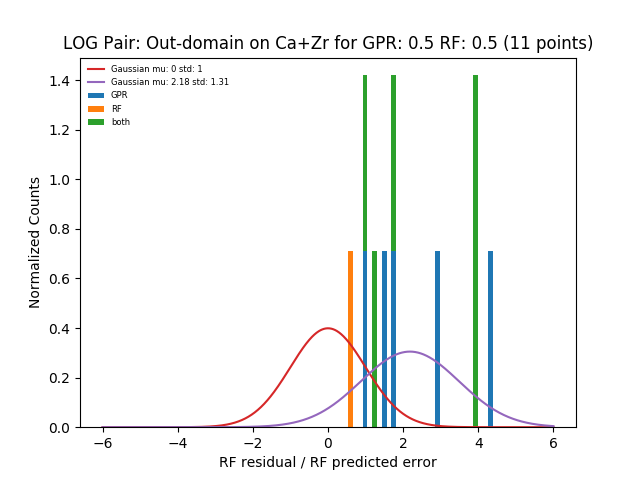 LOG Pair: Out-domain on Ca+Zr for GPR: 0.5 RF: 0.5 (11 points)
Gaussian mu: 0 std: 1
Gaussian mu: 2.18 std: 1.31
GPR
RF
both
Normalized Counts
1.4
1.2
1.0
0.8
0.6
0.4
0.2
0.0
−6 −4 −2 0 2 4 6
RF residual / RF predicted error